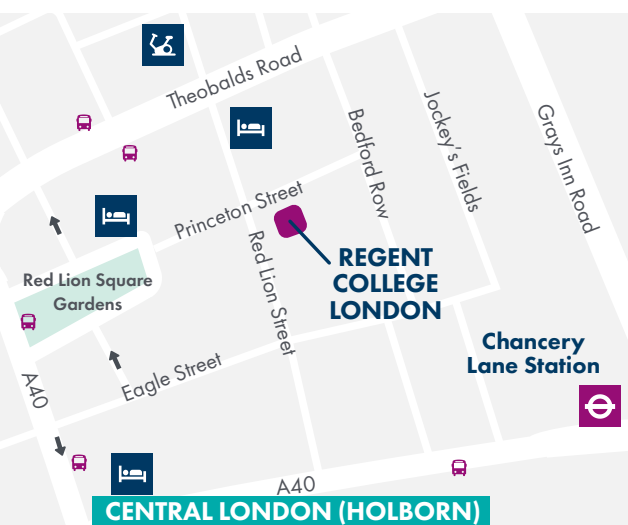 Theobalds Road
Jockey's Fields
Bedford Row
Grays Inn Road
Princeton Street
Red Lion Street
REGENT
COLLEGE
LONDON
Red Lion Square
Gardens
Chancery
Lane Station
Eagle Street
A40
A40
CENTRAL LONDON (HOLBORN)